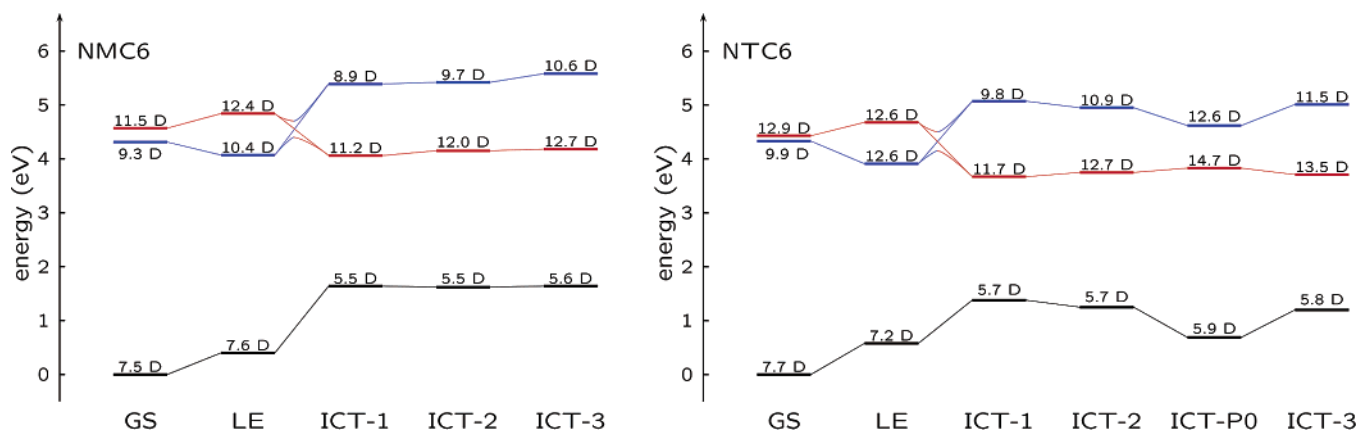 NMC6
energy (eV)
6
5
4
3
2
1
0
8.9 D 9.7 D 10.6 D
11.5 D 12.4 D
9.3 D 10.4 D 11.2 D 12.0 D 12.7 D
5.5 D 5.5 D 5.6 D
7.5 D 7.6 D
GS LE ICT-1 ICT-2 ICT-3
NTC6
energy (eV)
6
5
4
3
2
1
0
9.8 D 10.9 D 12.6 D 11.5 D
12.9 D 12.6 D
9.9 D 12.6 D 11.7 D 12.7 D 14.7 D 13.5 D
5.7 D 5.7 D 5.9 D 5.8 D
7.7 D 7.2 D
GS LE ICT-1 ICT-2 ICT-P0 ICT-3